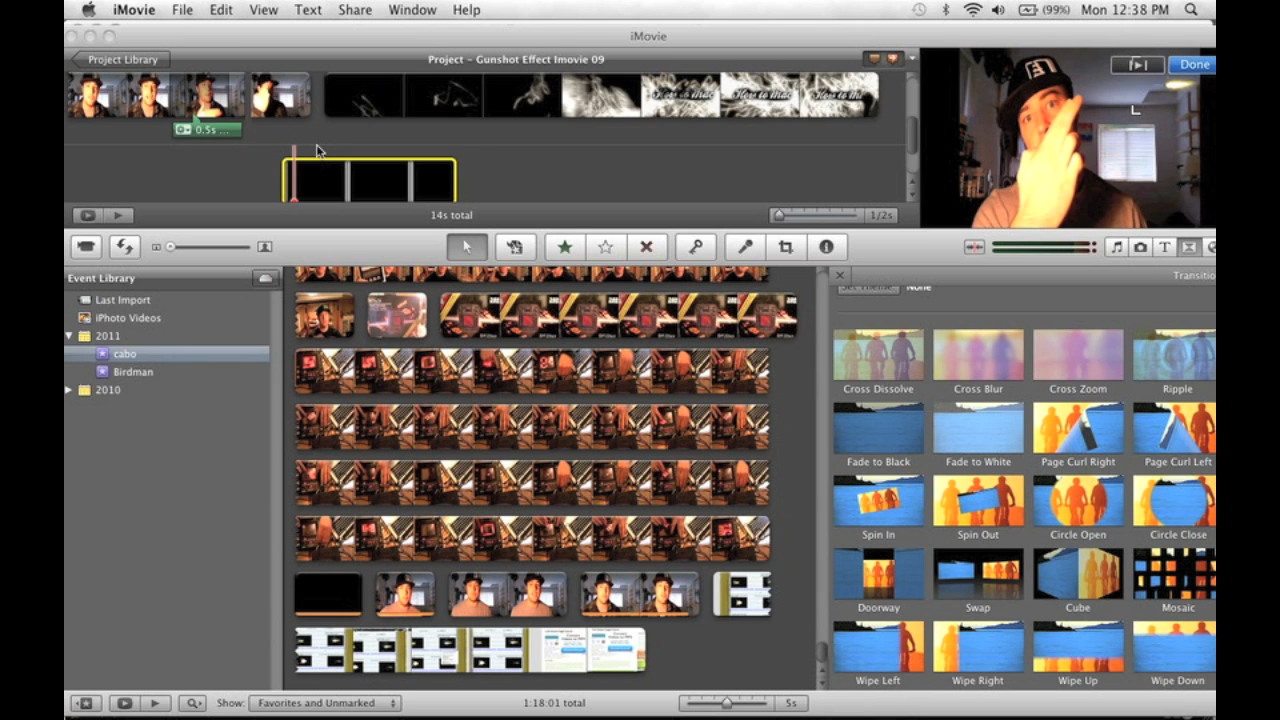 iMovie File Edit View Text Share Window Help (99%) Mon 12:38 PM
iMovie
Project Library Project - Gunshot Effect Imovie 09
Done
How to Mac
0.5s ...
14s total 1/2s
Event Library Transitio
None
Last Import
iPhoto Videos
2011
cabo
Birdman
2010
Cross Dissolve Cross Blur Cross Zoom Ripple
Fade to Black Fade to White Page Curl Right Page Curl Left
Spin In Spin Out Circle Open Circle Close
Doorway Swap Cube Mosaic
Wipe Left Wipe Right Wipe Up Wipe Down
Show: Favorites and Unmarked 1:18:01 total 5s